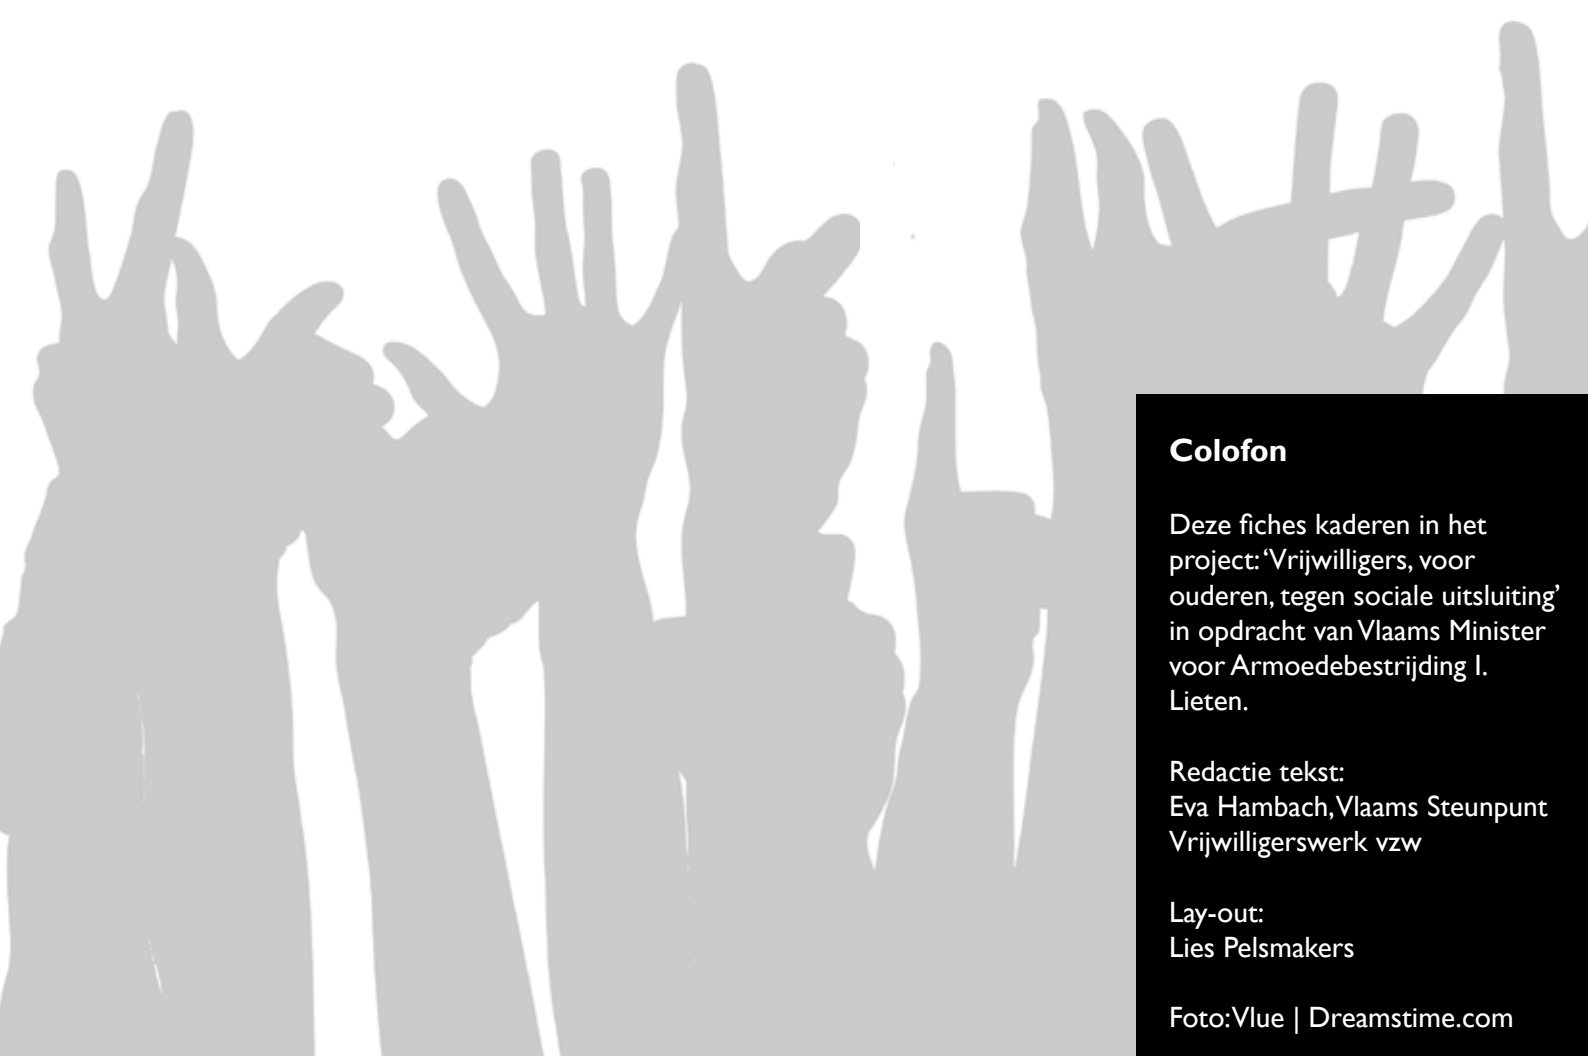 Colofon
Deze fiches kaderen in het
project: ‘Vrijwilligers, voor
ouderen, tegen sociale uitsluiting’
in opdracht van Vlaams Minister
voor Armoedebestrijding I.
Lieten.
Redactie tekst:
Eva Hambach, Vlaams Steunpunt
Vrijwilligerswerk vzw
Lay-out:
Lies Pelsmakers
Foto: Vlue | Dreamstime.com